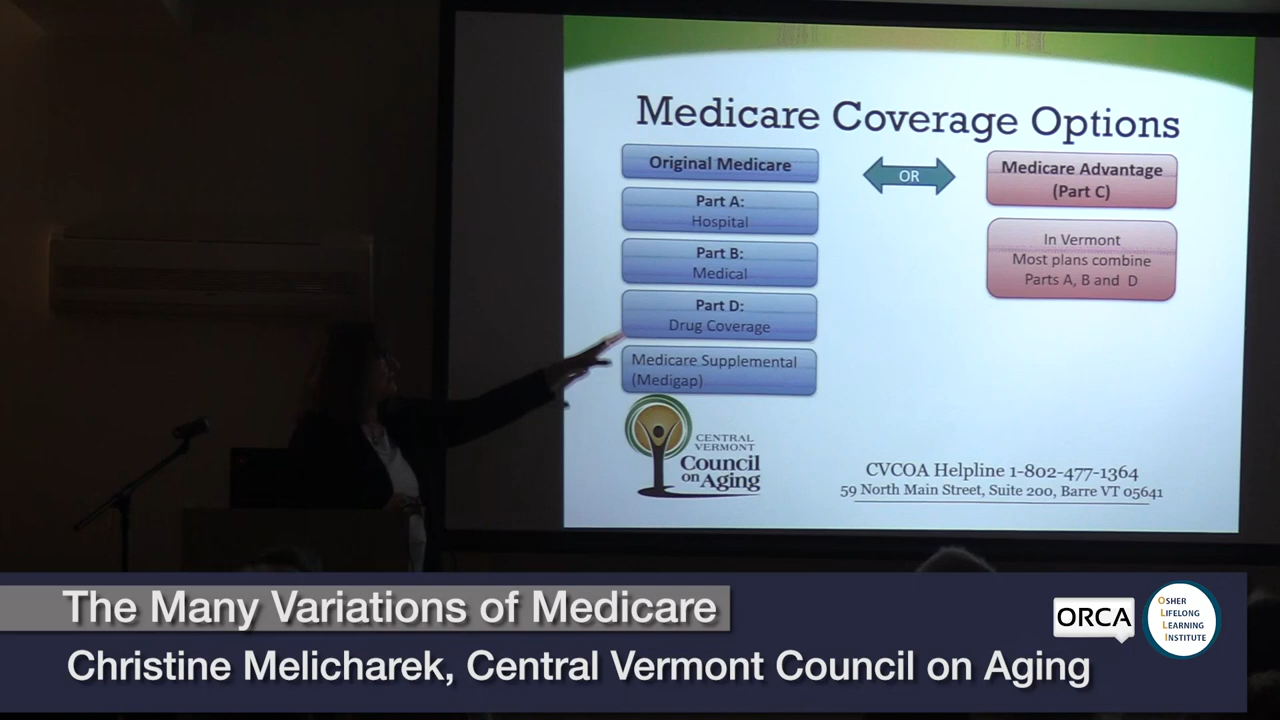 Medicare Coverage Options
Original Medicare
Part A:
Hospital
Part B:
Medical
Part D:
Drug Coverage
Medicare Supplemental
(Medigap)
OR
Medicare Advantage
(Part C)
In Vermont
Most plans combine
Parts A, B and D
CENTRAL
VERMONT
Council
on Aging
CVCOA Helpline 1-802-477-1364
59 North Main Street, Suite 200, Barre VT 05641
The Many Variations of Medicare
Christine Melicharek, Central Vermont Council on Aging
ORCA
OSHER
LIFELONG
LEARNING
INSTITUTE